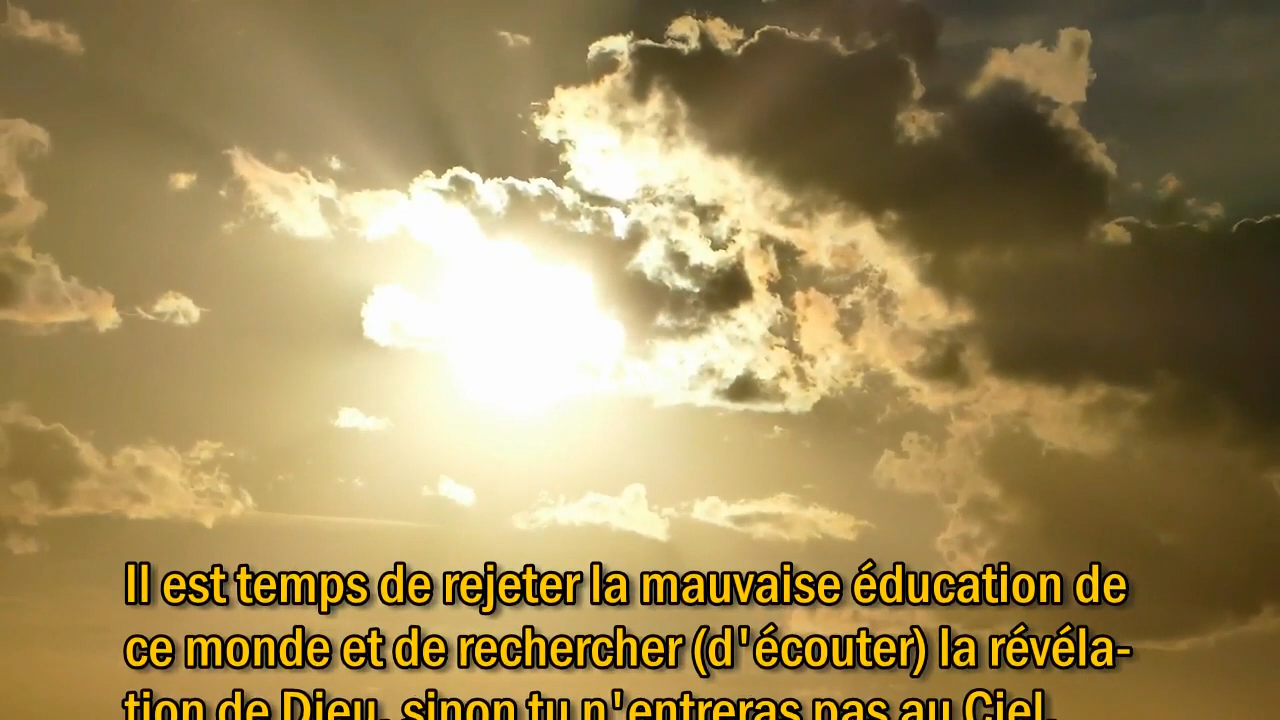 Il est temps de rejeter la mauvaise éducation de
ce monde et de rechercher (d'écouter) la révéla-
tion de Dieu, sinon tu n'entreras pas au Ciel.